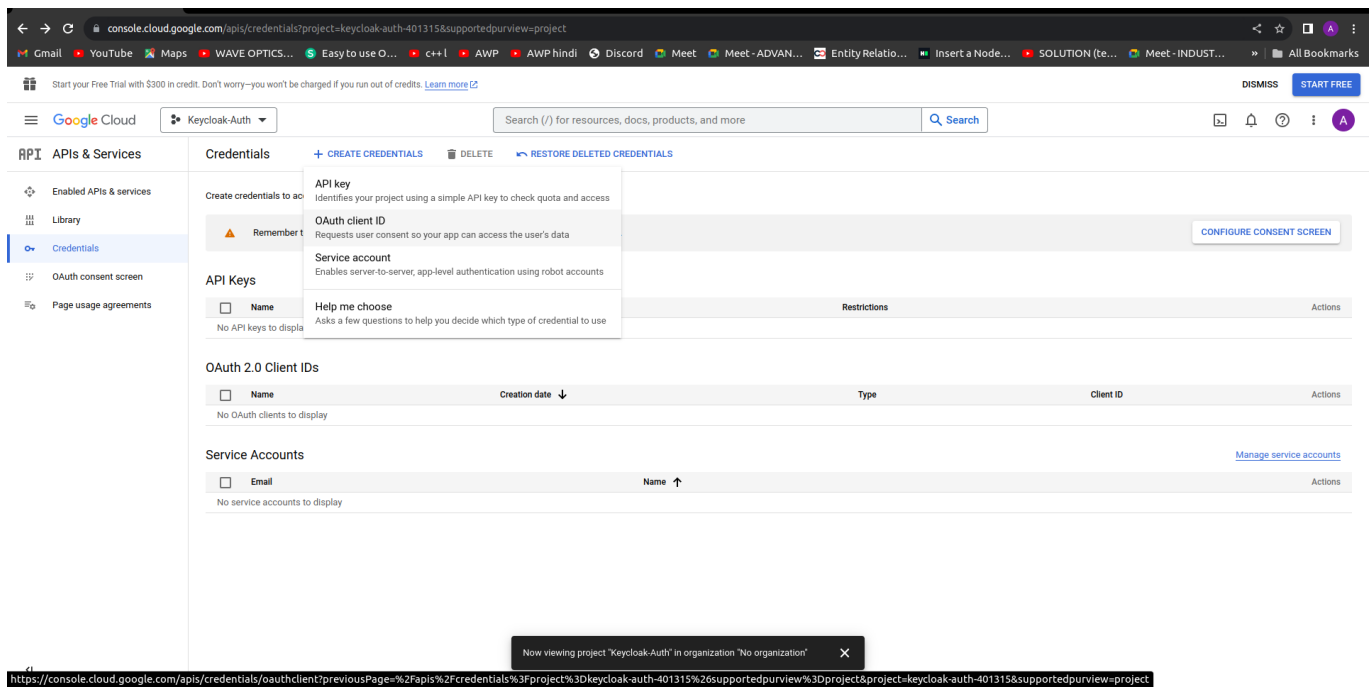 console.cloud.google.com/apis/credentials?project=keycloak-auth-401315&supportedpurview=project
A
Gmail YouTube Maps WAVE OPTICS... Easy to use O... c++ l AWP AWP hindi Discord Meet Meet - ADVAN... Entity Relatio... Insert a Node... SOLUTION (te... Meet - INDUST... » All Bookmarks
Start your Free Trial with $300 in credit. Don't worry—you won't be charged if you run out of credits. Learn more DISMISS START FREE
Google Cloud Keycloak-Auth Search (/) for resources, docs, products, and more Search A
API APIs & Services
Enabled APIs & services
Library
Credentials
OAuth consent screen
Page usage agreements
Credentials + CREATE CREDENTIALS DELETE RESTORE DELETED CREDENTIALS
Create credentials to ac
API key
Identifies your project using a simple API key to check quota and access
OAuth client ID
Requests user consent so your app can access the user's data
Service account
Enables server-to-server, app-level authentication using robot accounts
Help me choose
Asks a few questions to help you decide which type of credential to use
Remember t CONFIGURE CONSENT SCREEN
API Keys
Name Restrictions Actions
No API keys to displa
OAuth 2.0 Client IDs
Name Creation date Type Client ID Actions
No OAuth clients to display
Service Accounts Manage service accounts
Email Name Actions
No service accounts to display
Now viewing project "Keycloak-Auth" in organization "No organization"
https://console.cloud.google.com/apis/credentials/oauthclient?previousPage=%2Fapis%2Fcredentials%3Fproject%3Dkeycloak-auth-401315%26supportedpurview%3Dproject&project=keycloak-auth-401315&supportedpurview=project